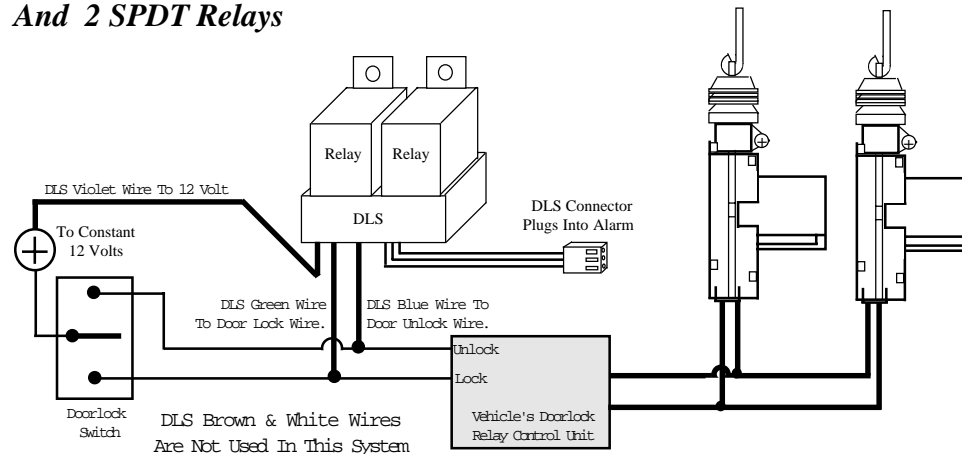 And 2 SPDT Relays
Relay
Relay
DLS Violet Wire To 12 Volt
DLS
DLS Connector
Plugs Into Alarm
To Constant
12 Volts
DLS Green Wire
To Door Lock Wire.
DLS Blue Wire To
Door Unlock Wire.
Unlock
Lock
Doorlock
Switch
DLS Brown & White Wires
Are Not Used In This System
Vehicle's Doorlock
Relay Control Unit